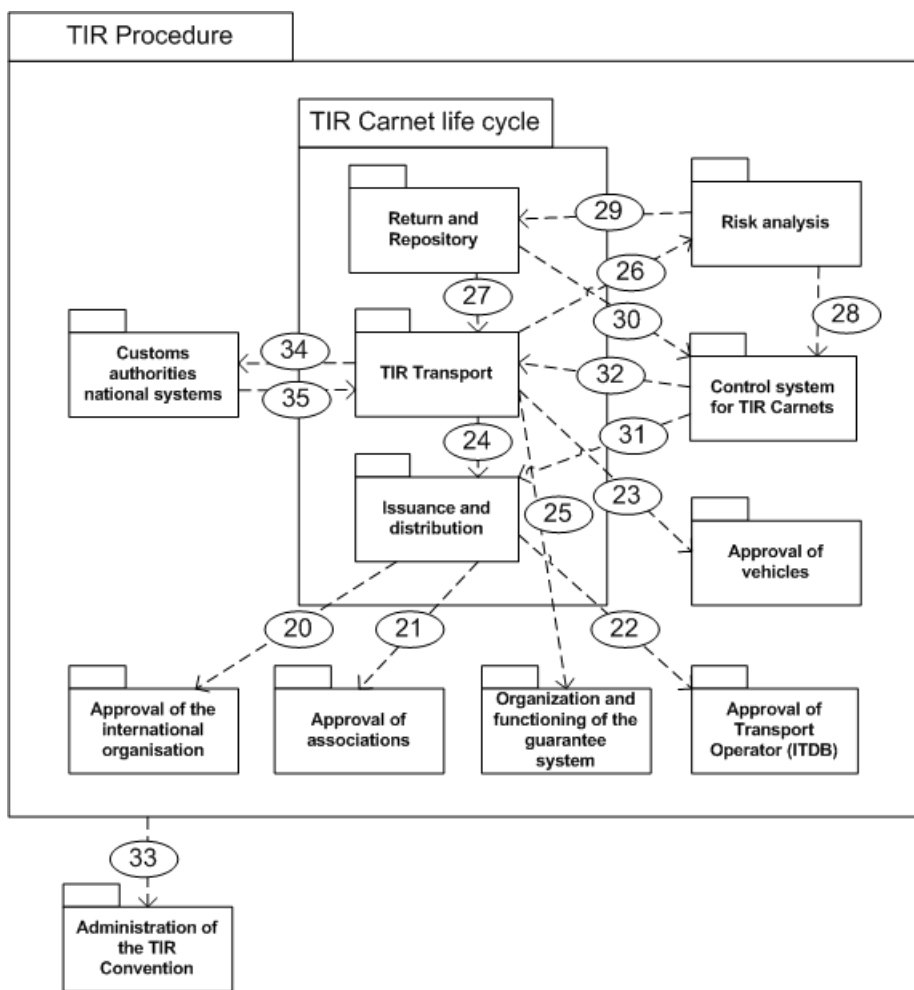 TIR Procedure
TIR Carnet life cycle
Return and
Repository
29
Risk analysis
26
27
30
28
Customs
authorities
national systems
34
35
TIR Transport
32
Control system
for TIR Carnets
24
31
Issuance and
distribution
25
23
Approval of
vehicles
20
21
22
Approval of the
international
organisation
Approval of
associations
Organization and
functioning of the
guarantee
system
Approval of
Transport
Operator (ITDB)
33
Administration of
the TIR
Convention